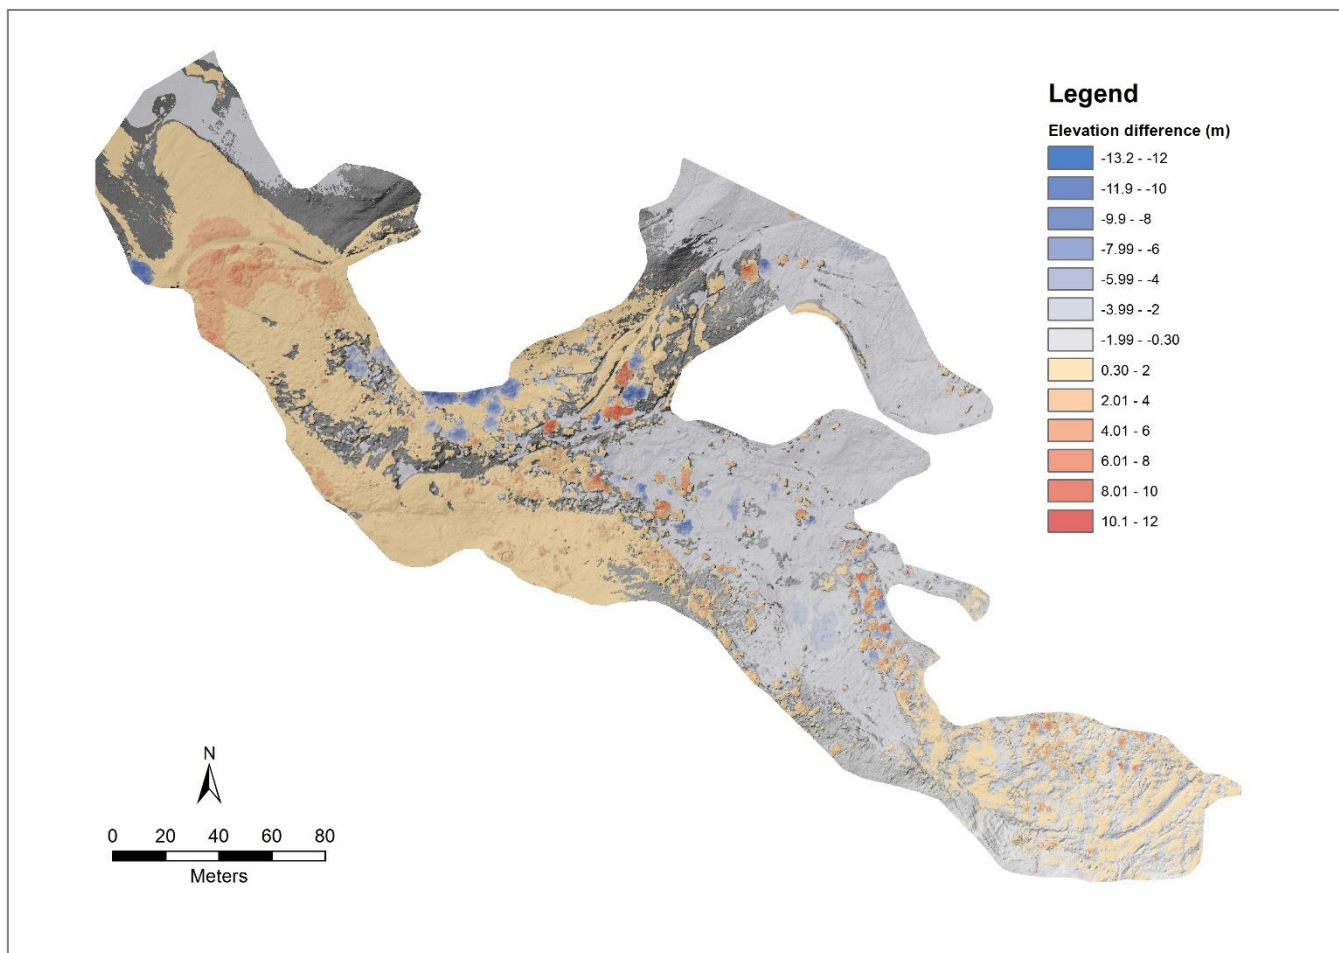 Legend
Elevation difference (m)
-13.2 - -12
-11.9 - -10
-9.9 - -8
-7.99 - -6
-5.99 - -4
-3.99 - -2
-1.99 - -0.30
0.30 - 2
2.01 - 4
4.01 - 6
6.01 - 8
8.01 - 10
10.1 - 12
N
0 20 40 60 80
Meters